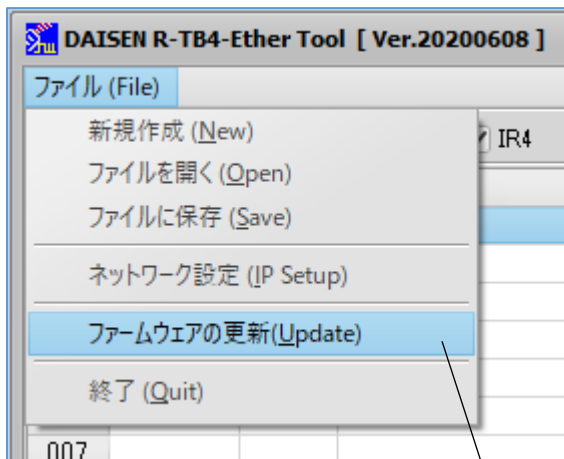 DAISEN R-TB4-Ether Tool [ Ver.20200608 ]
ファイル (File)
新規作成 (New)
IR4
ファイルを開く (Open)
ファイルに保存 (Save)
ネットワーク設定 (IP Setup)
ファームウェアの更新(Update)
終了 (Quit)
007